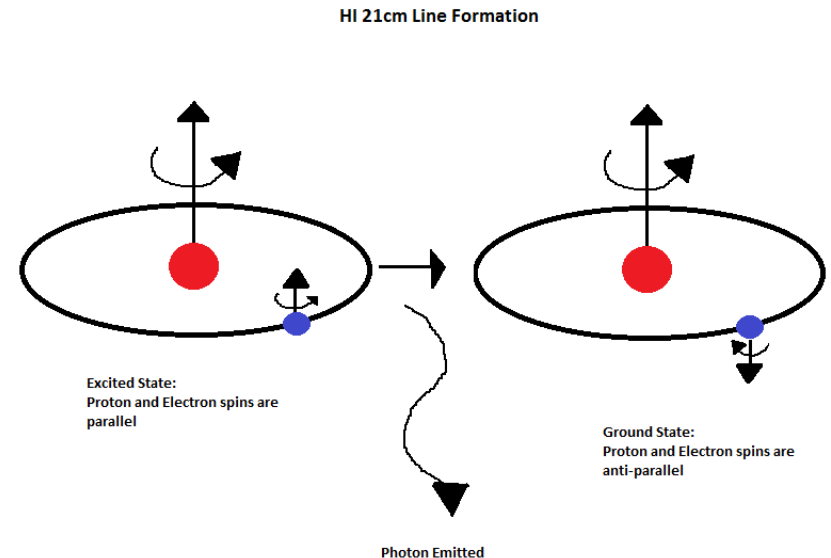 HI 21cm Line Formation
Excited State:
Proton and Electron spins are
parallel
Ground State:
Proton and Electron spins are
anti-parallel
Photon Emitted